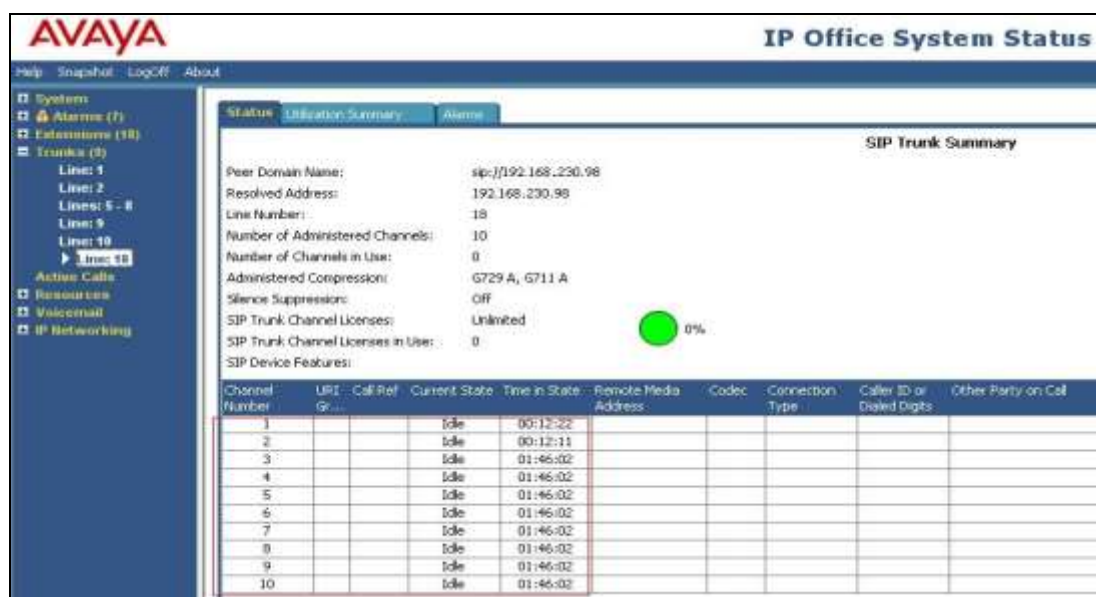 AVAYA
IP Office System Status
Help Snapshot LogOff About
System
Alarms (7)
Extensions (18)
Trunks (9)
Line: 1
Line: 2
Lines: 5 - 8
Line: 9
Line: 10
Line: 18
Active Calls
Resources
Voicemail
IP Networking
Status Utilization Summary Alarms
SIP Trunk Summary
Peer Domain Name: sip://192.168.230.98
Resolved Address: 192.168.230.98
Line Number: 18
Number of Administered Channels: 10
Number of Channels in Use: 0
Administered Compression: G729 A, G711 A
Silence Suppression: Off
SIP Trunk Channel Licenses: Unlimited
0%
SIP Trunk Channel Licenses in Use: 0
SIP Device Features:
Channel Number URI Gr... Call Ref Current State Time in State Remote Media Address Codec Connection Type Caller ID or Dialed Digits Other Party on Call
1 Idle 00:12:22
2 Idle 00:12:11
3 Idle 01:46:02
4 Idle 01:46:02
5 Idle 01:46:02
6 Idle 01:46:02
7 Idle 01:46:02
8 Idle 01:46:02
9 Idle 01:46:02
10 Idle 01:46:02